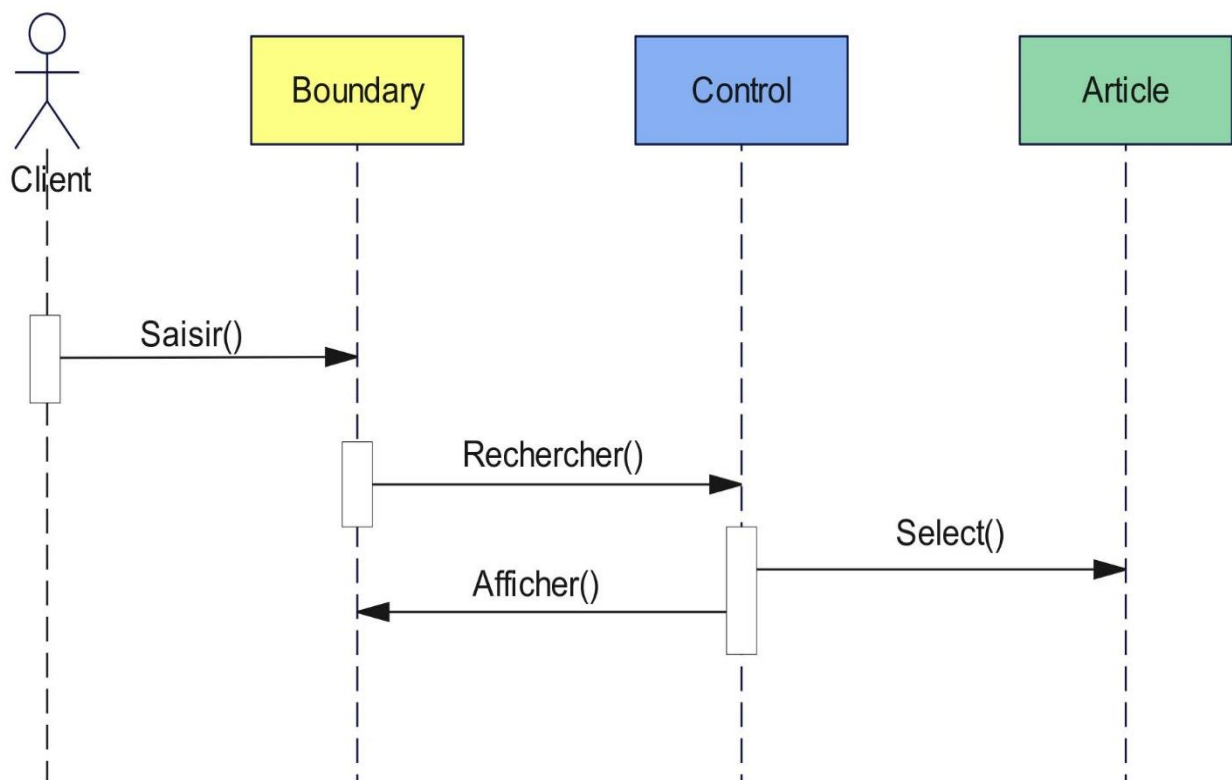 Boundary
Control
Article
Client
Saisir()
Rechercher()
Select()
Afficher()